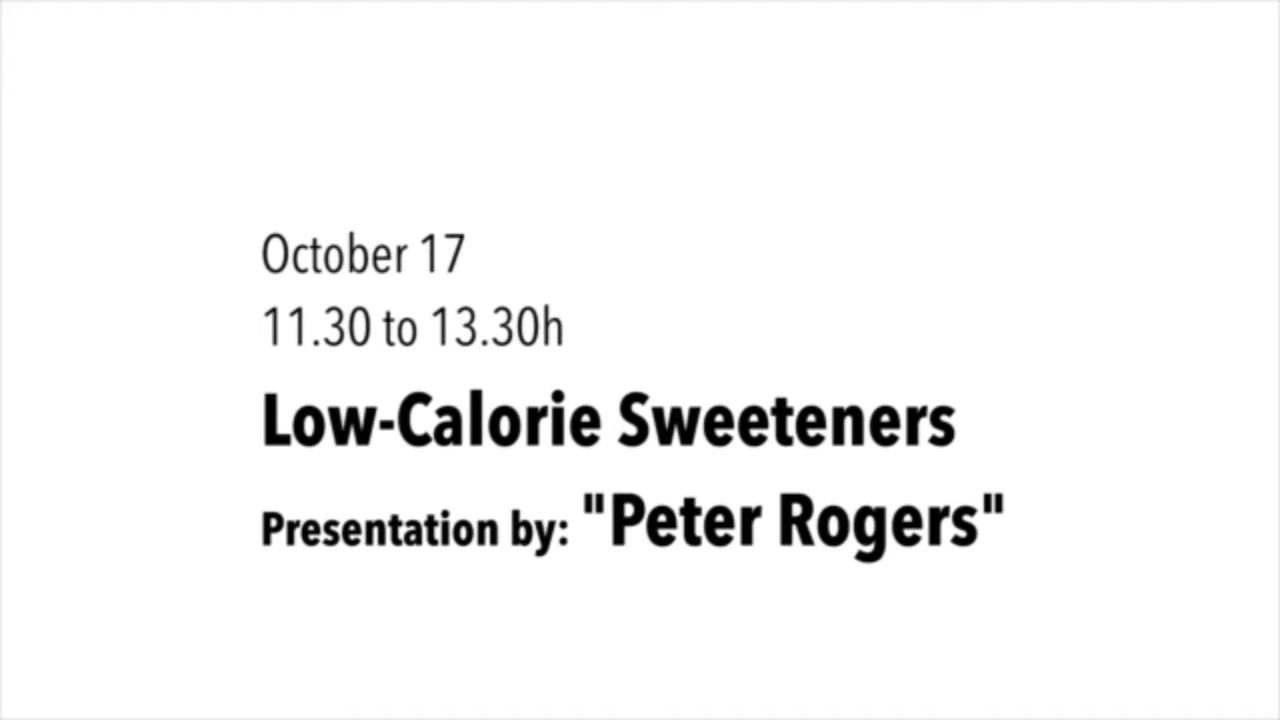 October 17
11.30 to 13.30h
Low-Calorie Sweeteners
Presentation by: "Peter Rogers"